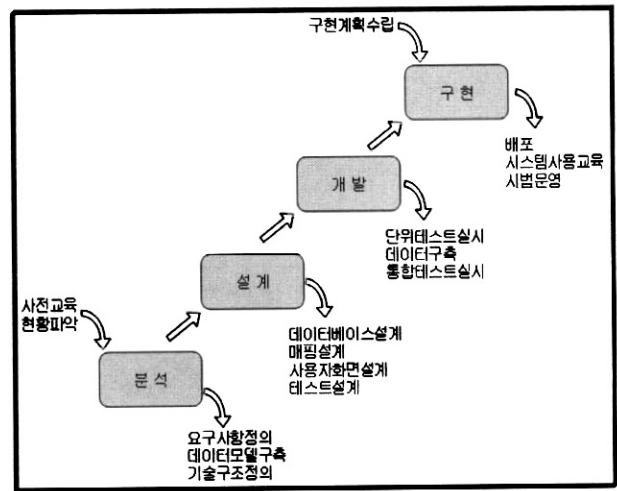 구현계획수립
구 현
배포
시스템사용교육
시범운영
개 발
단위테스트실시
데이터구축
통합테스트실시
설 계
사전교육
현황파악
데이터베이스설계
매핑설계
사용자화면설계
테스트설계
분 석
요구사항정의
데이터모델구축
기술구조정의